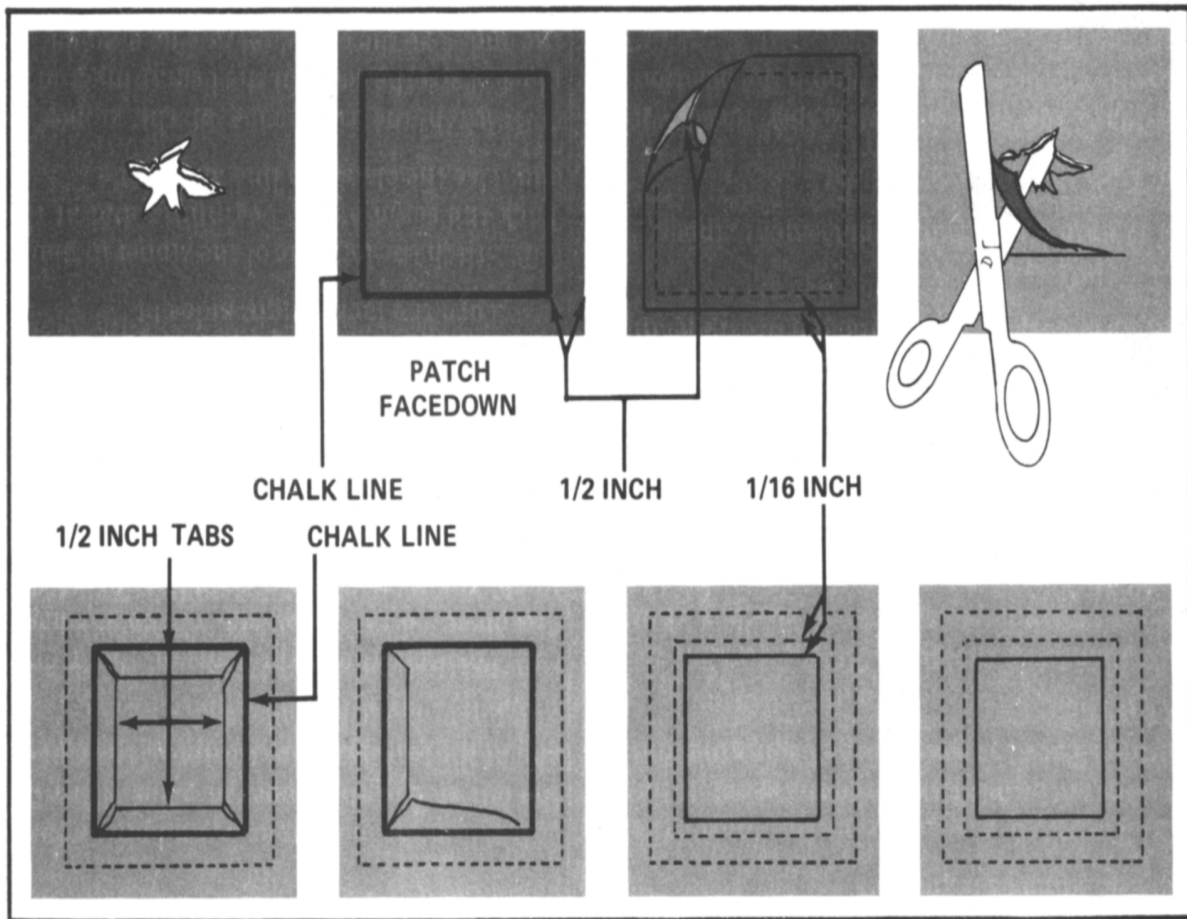 PATCH
FACEDOWN
CHALK LINE
1/2 INCH
1/16 INCH
1/2 INCH TABS
CHALK LINE